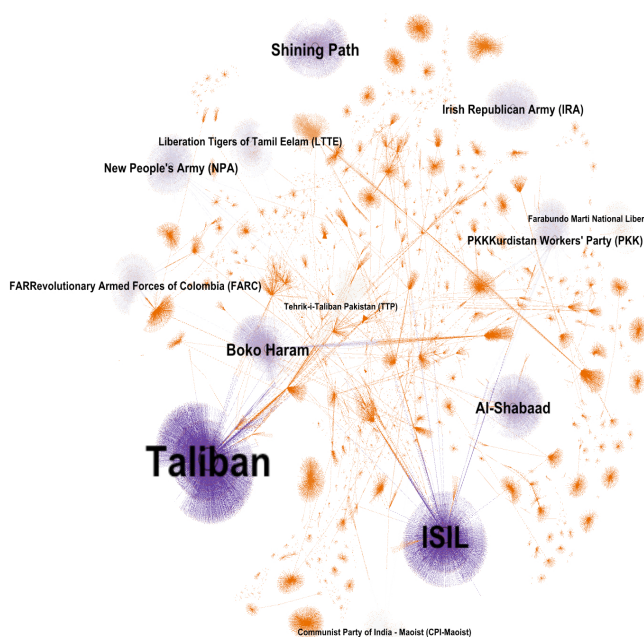 Shining Path
Irish Republican Army (IRA)
Liberation Tigers of Tamil Eelam (LTTE)
New People's Army (NPA)
Farabundo Marti National Liber
PKKKurdistan Workers' Party (PKK)
FARRevolutionary Armed Forces of Colombia (FARC)
Tehrik-i-Taliban Pakistan (TTP)
Boko Haram
Al-Shabaad
Taliban
ISIL
Communist Party of India - Maoist (CPI-Maoist)